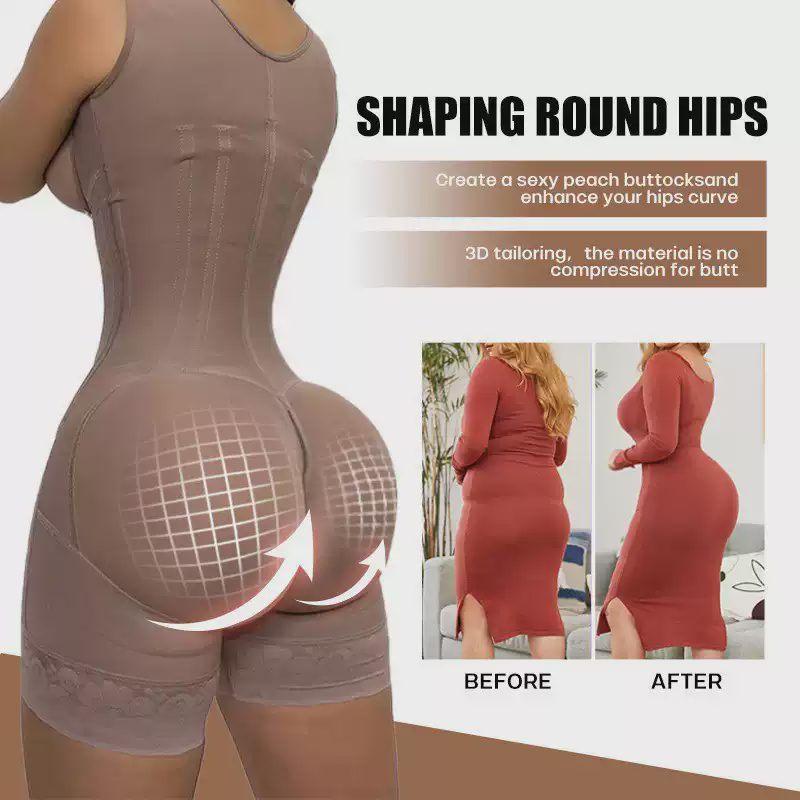 SHAPING ROUND HIPS
Create a sexy peach buttocksand
enhance your hips curve
3D tailoring, the material is no
compression for butt
BEFORE
AFTER